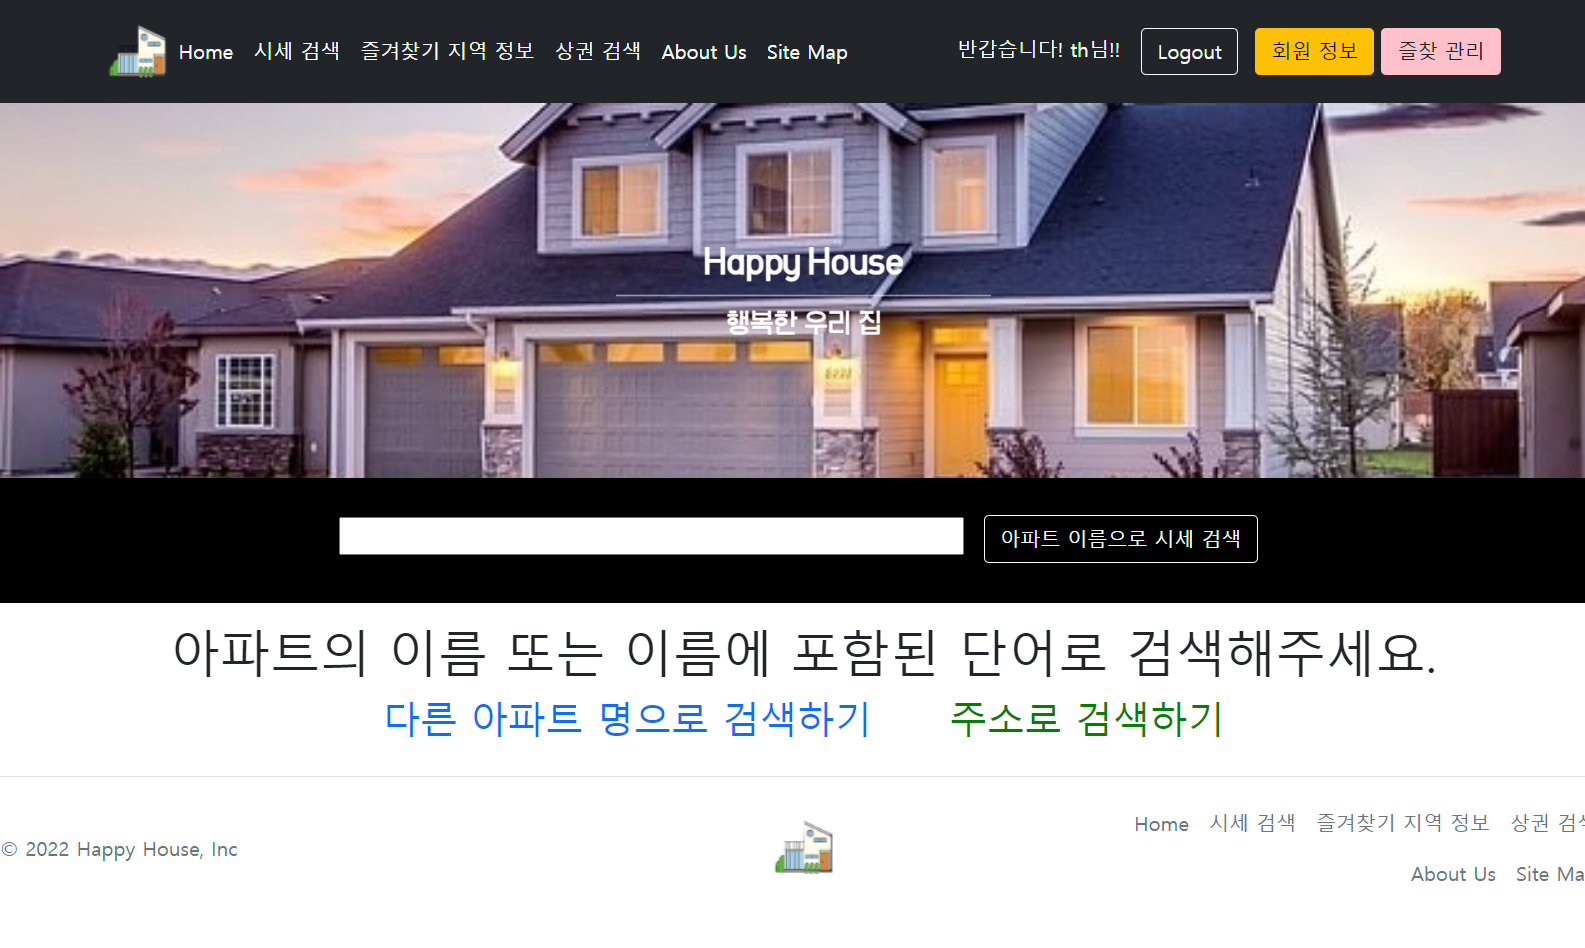 Home 시세 검색 즐겨찾기 지역 정보 상권 검색 About Us Site Map 반갑습니다! th님!! Logout 회원 정보 즐찾 관리
Happy House
행복한 우리 집
아파트 이름으로 시세 검색
아파트의 이름 또는 이름에 포함된 단어로 검색해주세요.
다른 아파트 명으로 검색하기 주소로 검색하기
Home 시세 검색 즐겨찾기 지역 정보 상권 검색
© 2022 Happy House, Inc
About Us Site Ma